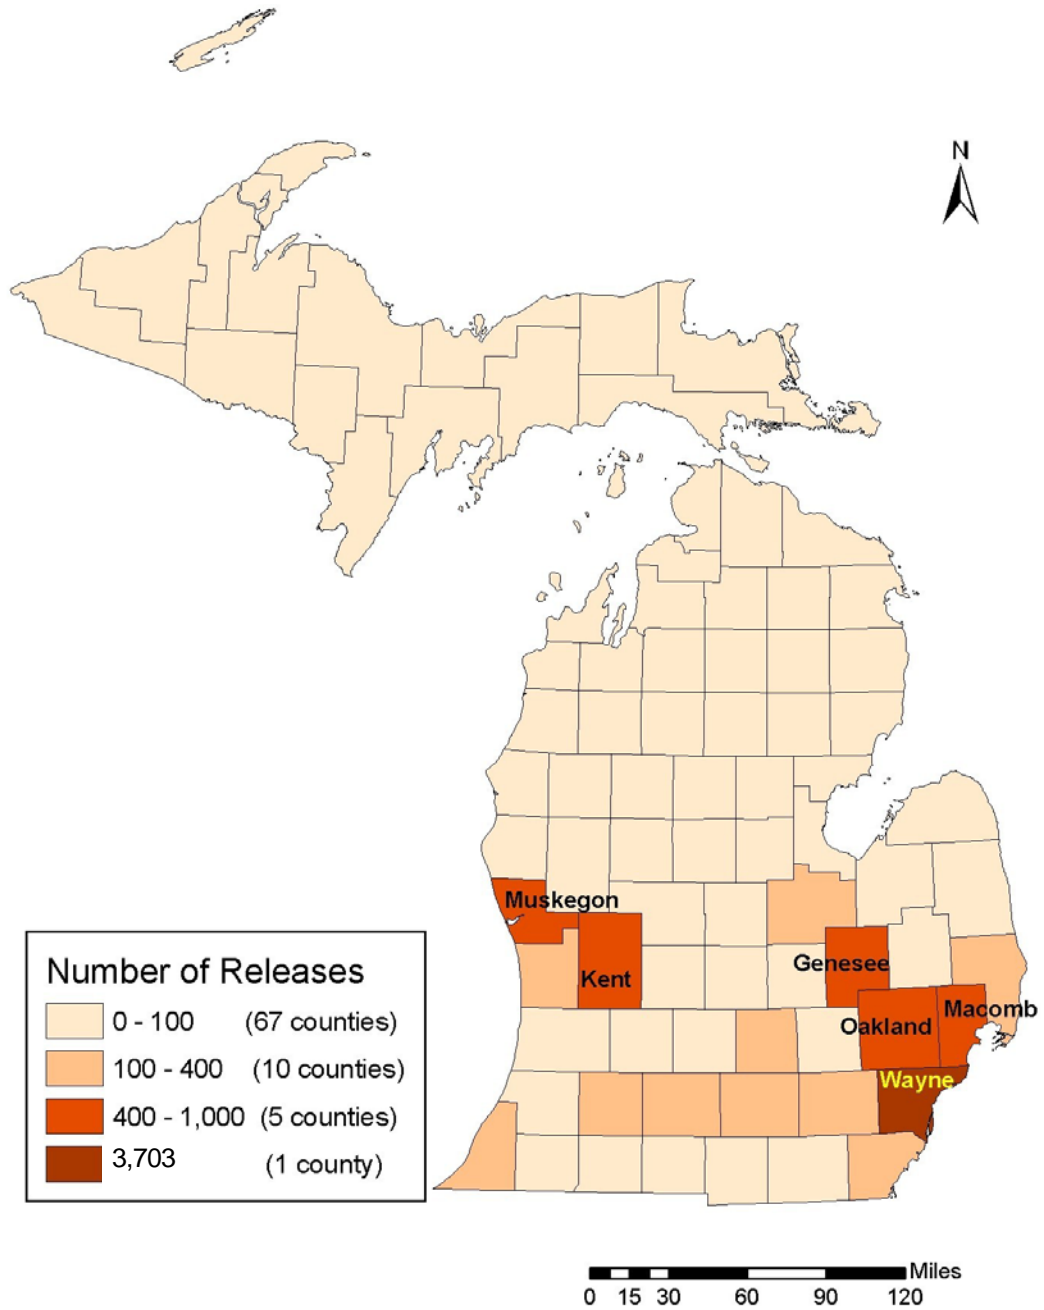 N
Muskegon
Kent
Genesee
Macomb
Oakland
Wayne
Number of Releases
0 - 100 (67 counties)
100 - 400 (10 counties)
400 - 1,000 (5 counties)
3,703 (1 county)
Miles
0 15 30 60 90 120